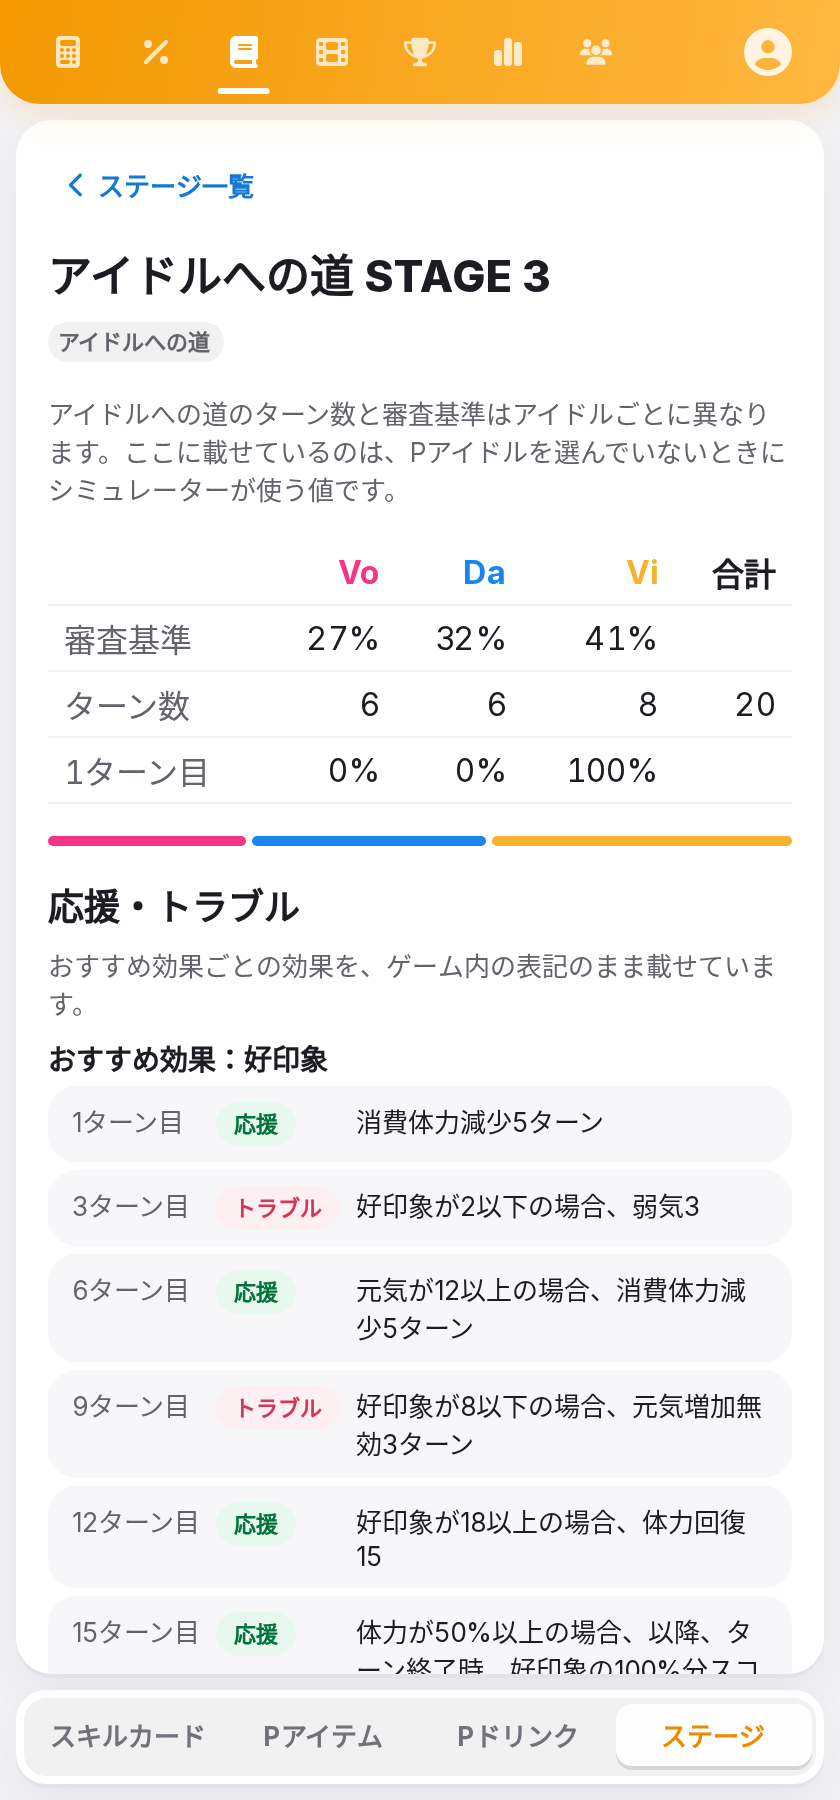 ステージ一覧
アイドルへの道 STAGE 3
アイドルへの道
アイドルへの道のターン数と審査基準はアイドルごとに異なり
ます。ここに載せているのは、Pアイドルを選んでいないときに
シミュレーターが使う値です。
Vo Da Vi 合計
審査基準 27% 32% 41%
ターン数 6 6 8 20
1ターン目 0% 0% 100%
応援・トラブル
おすすめ効果ごとの効果を、ゲーム内の表記のまま載せていま
す。
おすすめ効果：好印象
1ターン目 応援 消費体力減少5ターン
3ターン目 トラブル 好印象が2以下の場合、弱気3
6ターン目 応援 元気が12以上の場合、消費体力減
少5ターン
9ターン目 トラブル 好印象が8以下の場合、元気増加無
効3ターン
12ターン目 応援 好印象が18以上の場合、体力回復
15
15ターン目 応援 体力が50%以上の場合、以降、タ
ーン終了時、好印象の100%分スコ
スキルカード Pアイテム Pドリンク ステージ